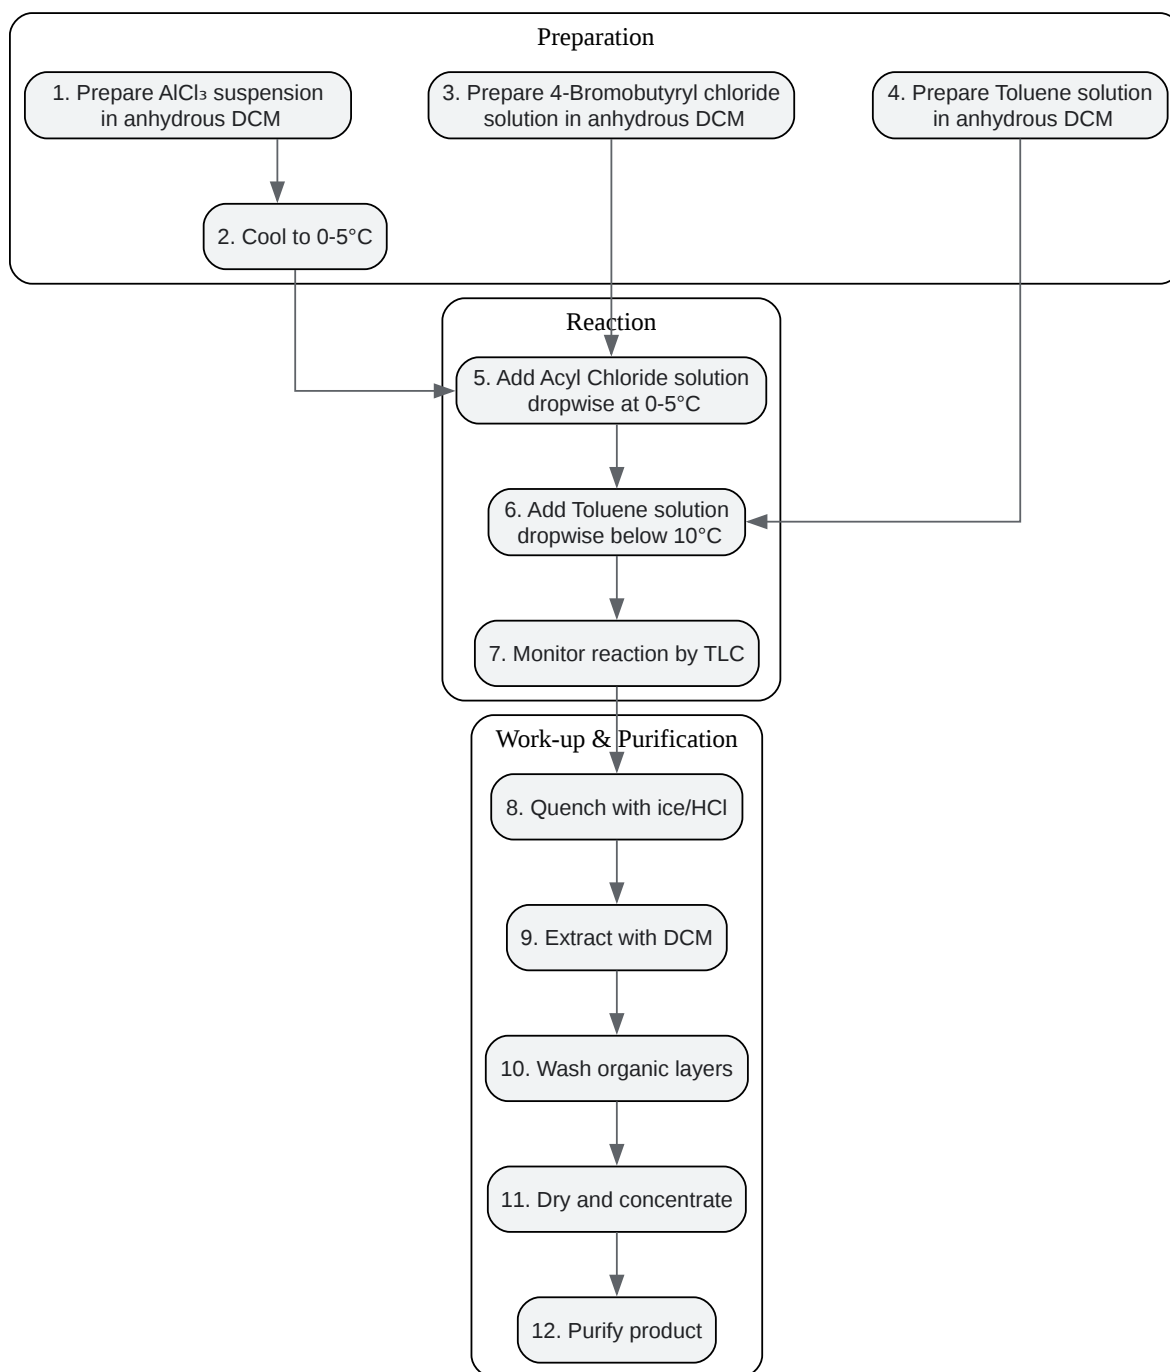 Preparation
1. Prepare AlCl₃ suspension
in anhydrous DCM
3. Prepare 4-Bromobutyryl chloride
solution in anhydrous DCM
4. Prepare Toluene solution
in anhydrous DCM
2. Cool to 0-5°C
Reaction
5. Add Acyl Chloride solution
dropwise at 0-5°C
6. Add Toluene solution
dropwise below 10°C
7. Monitor reaction by TLC
Work-up & Purification
8. Quench with ice/HCl
9. Extract with DCM
10. Wash organic layers
11. Dry and concentrate
12. Purify product